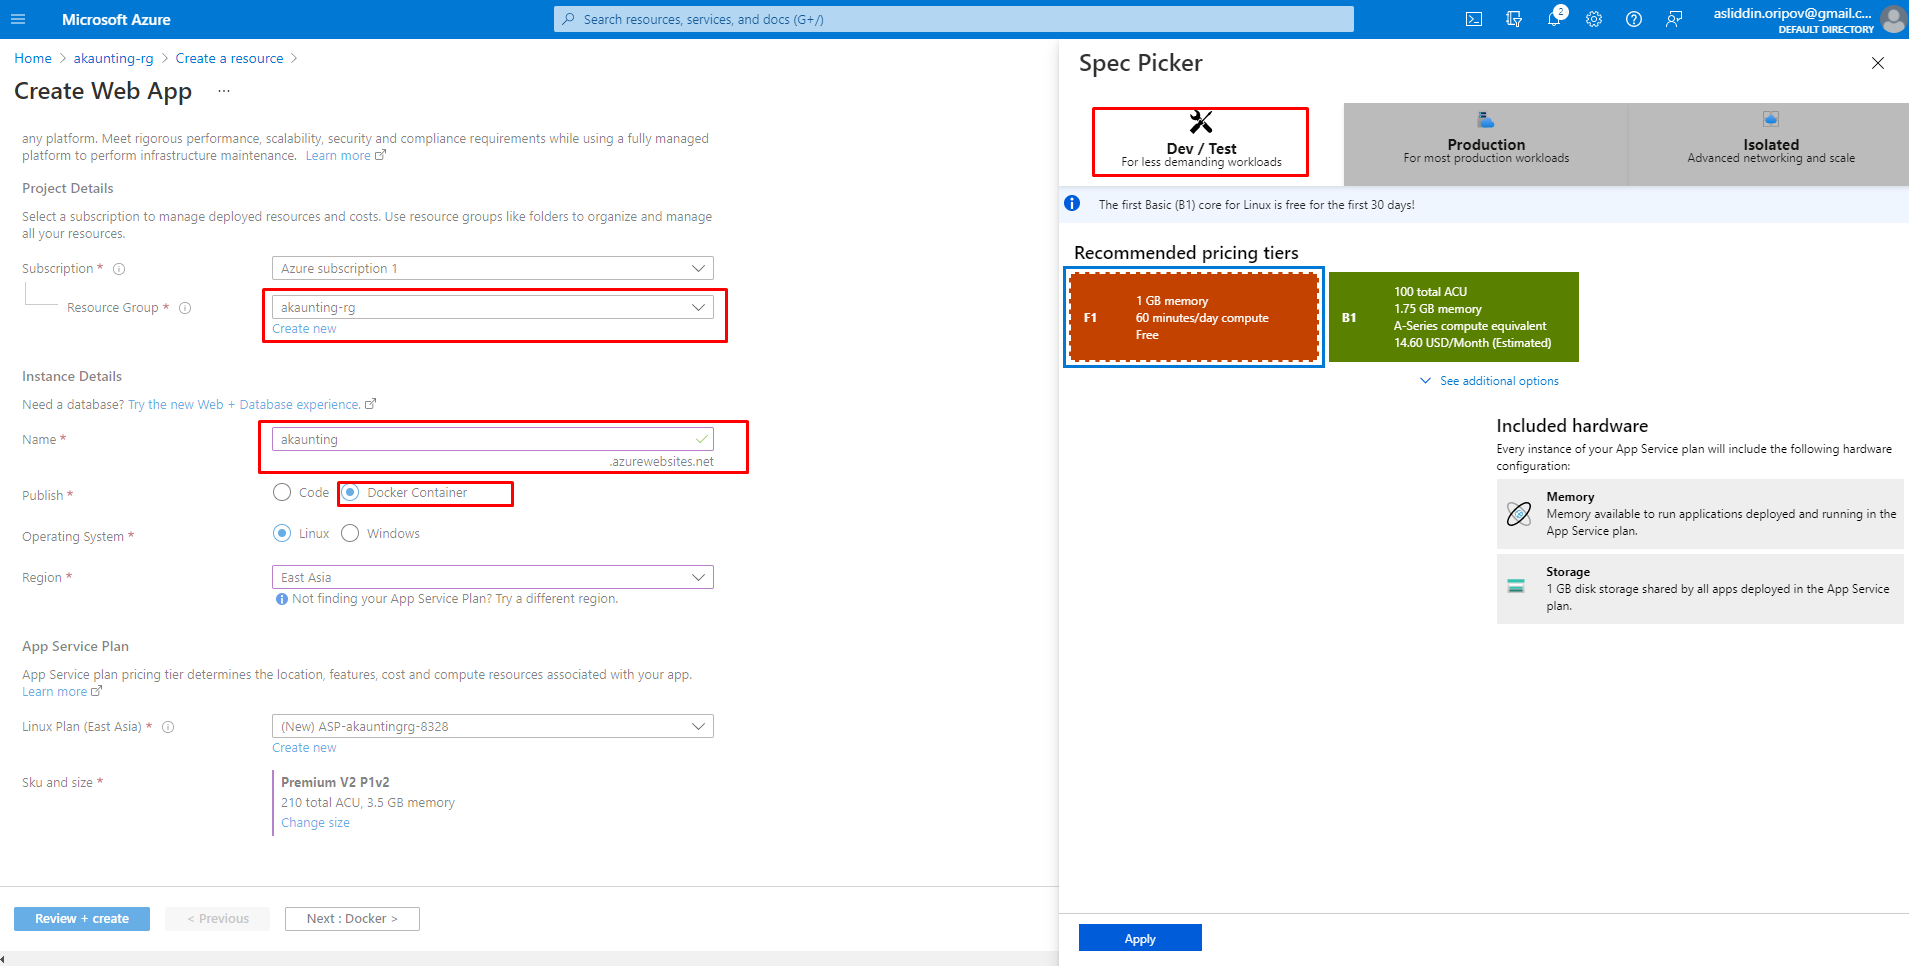 Microsoft Azure
Search resources, services, and docs (G+/)
2
asliddin.oripov@gmail.c...
DEFAULT DIRECTORY
Home > akaunting-rg > Create a resource >
Create Web App ...
any platform. Meet rigorous performance, scalability, security and compliance requirements while using a fully managed
platform to perform infrastructure maintenance. Learn more
Project Details
Select a subscription to manage deployed resources and costs. Use resource groups like folders to organize and manage
all your resources.
Subscription *
Azure subscription 1
Resource Group *
akaunting-rg
Create new
Instance Details
Need a database? Try the new Web + Database experience.
Name *
akaunting
.azurewebsites.net
Publish *
Code
Docker Container
Operating System *
Linux
Windows
Region *
East Asia
Not finding your App Service Plan? Try a different region.
App Service Plan
App Service plan pricing tier determines the location, features, cost and compute resources associated with your app.
Learn more
Linux Plan (East Asia) *
(New) ASP-akauntingrg-8328
Create new
Sku and size *
Premium V2 P1v2
210 total ACU, 3.5 GB memory
Change size
Review + create
< Previous
Next : Docker >
Spec Picker
Dev / Test
For less demanding workloads
Production
For most production workloads
Isolated
Advanced networking and scale
The first Basic (B1) core for Linux is free for the first 30 days!
Recommended pricing tiers
F1
1 GB memory
60 minutes/day compute
Free
B1
100 total ACU
1.75 GB memory
A-Series compute equivalent
14.60 USD/Month (Estimated)
See additional options
Included hardware
Every instance of your App Service plan will include the following hardware
configuration:
Memory
Memory available to run applications deployed and running in the
App Service plan.
Storage
1 GB disk storage shared by all apps deployed in the App Service
plan.
Apply